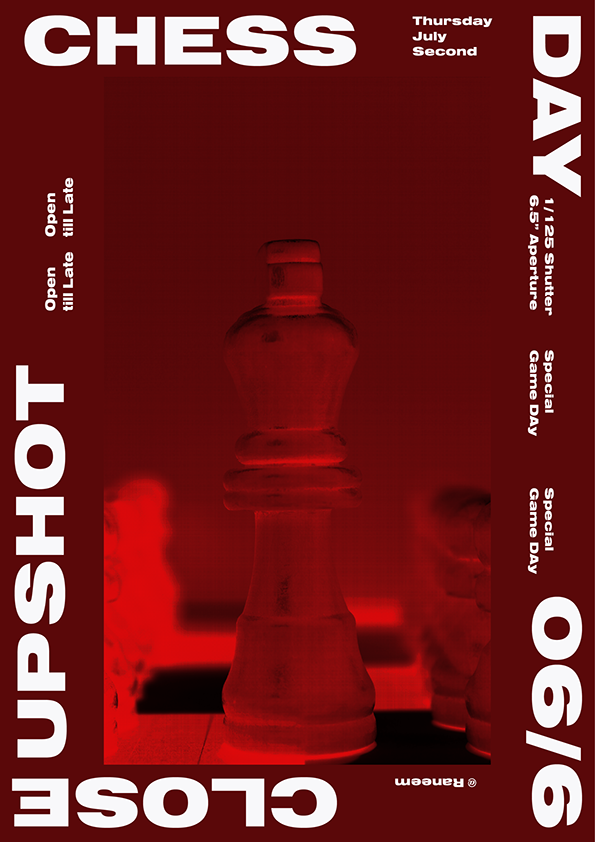 CHESS
Thursday
July
Second
DAY
1/125 Shutter
6.5" Aperture
Special
Game DAy
Special
Game DAy
06/6
@ Raneem
CLOSE
UPSHOT
Open
till Late
Open
till Late